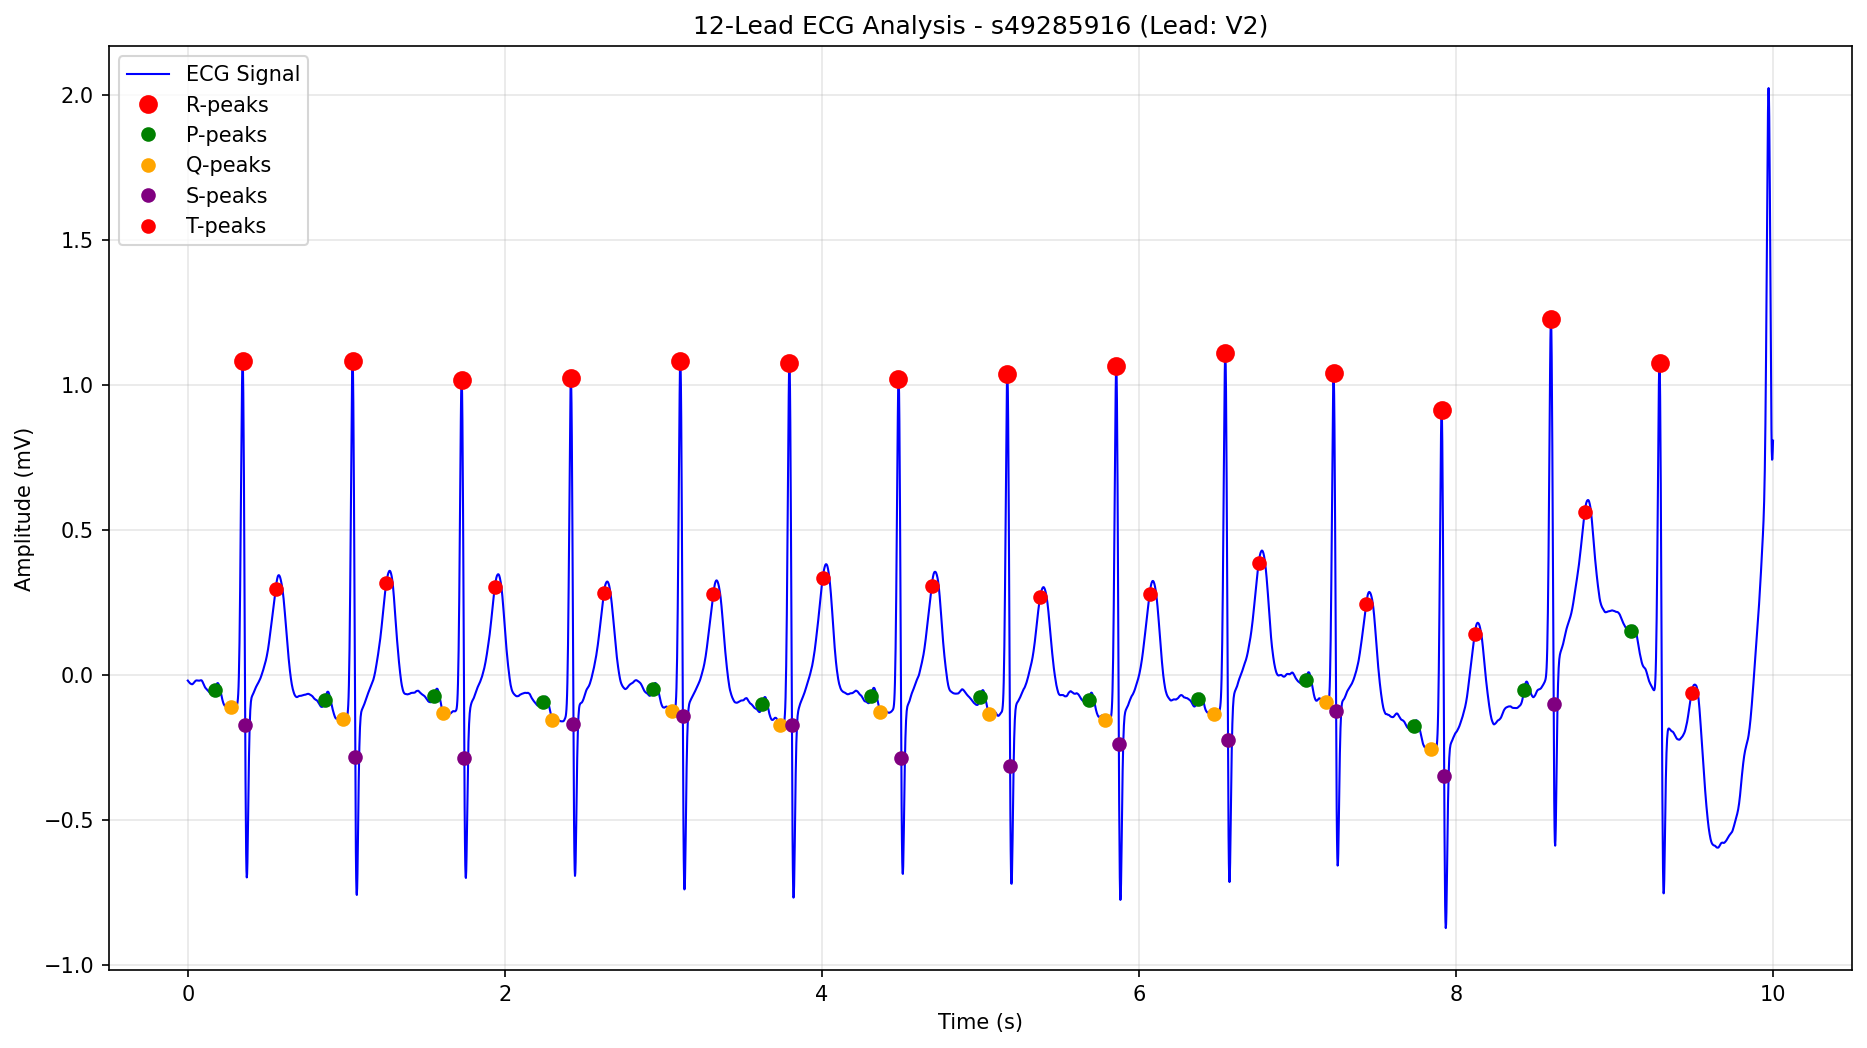 12-Lead ECG Analysis - s49285916 (Lead: V2)
ECG Signal
R-peaks
P-peaks
Q-peaks
S-peaks
T-peaks
Amplitude (mV)
2.0
1.5
1.0
0.5
0.0
−0.5
−1.0
0 2 4 6 8 10
Time (s)